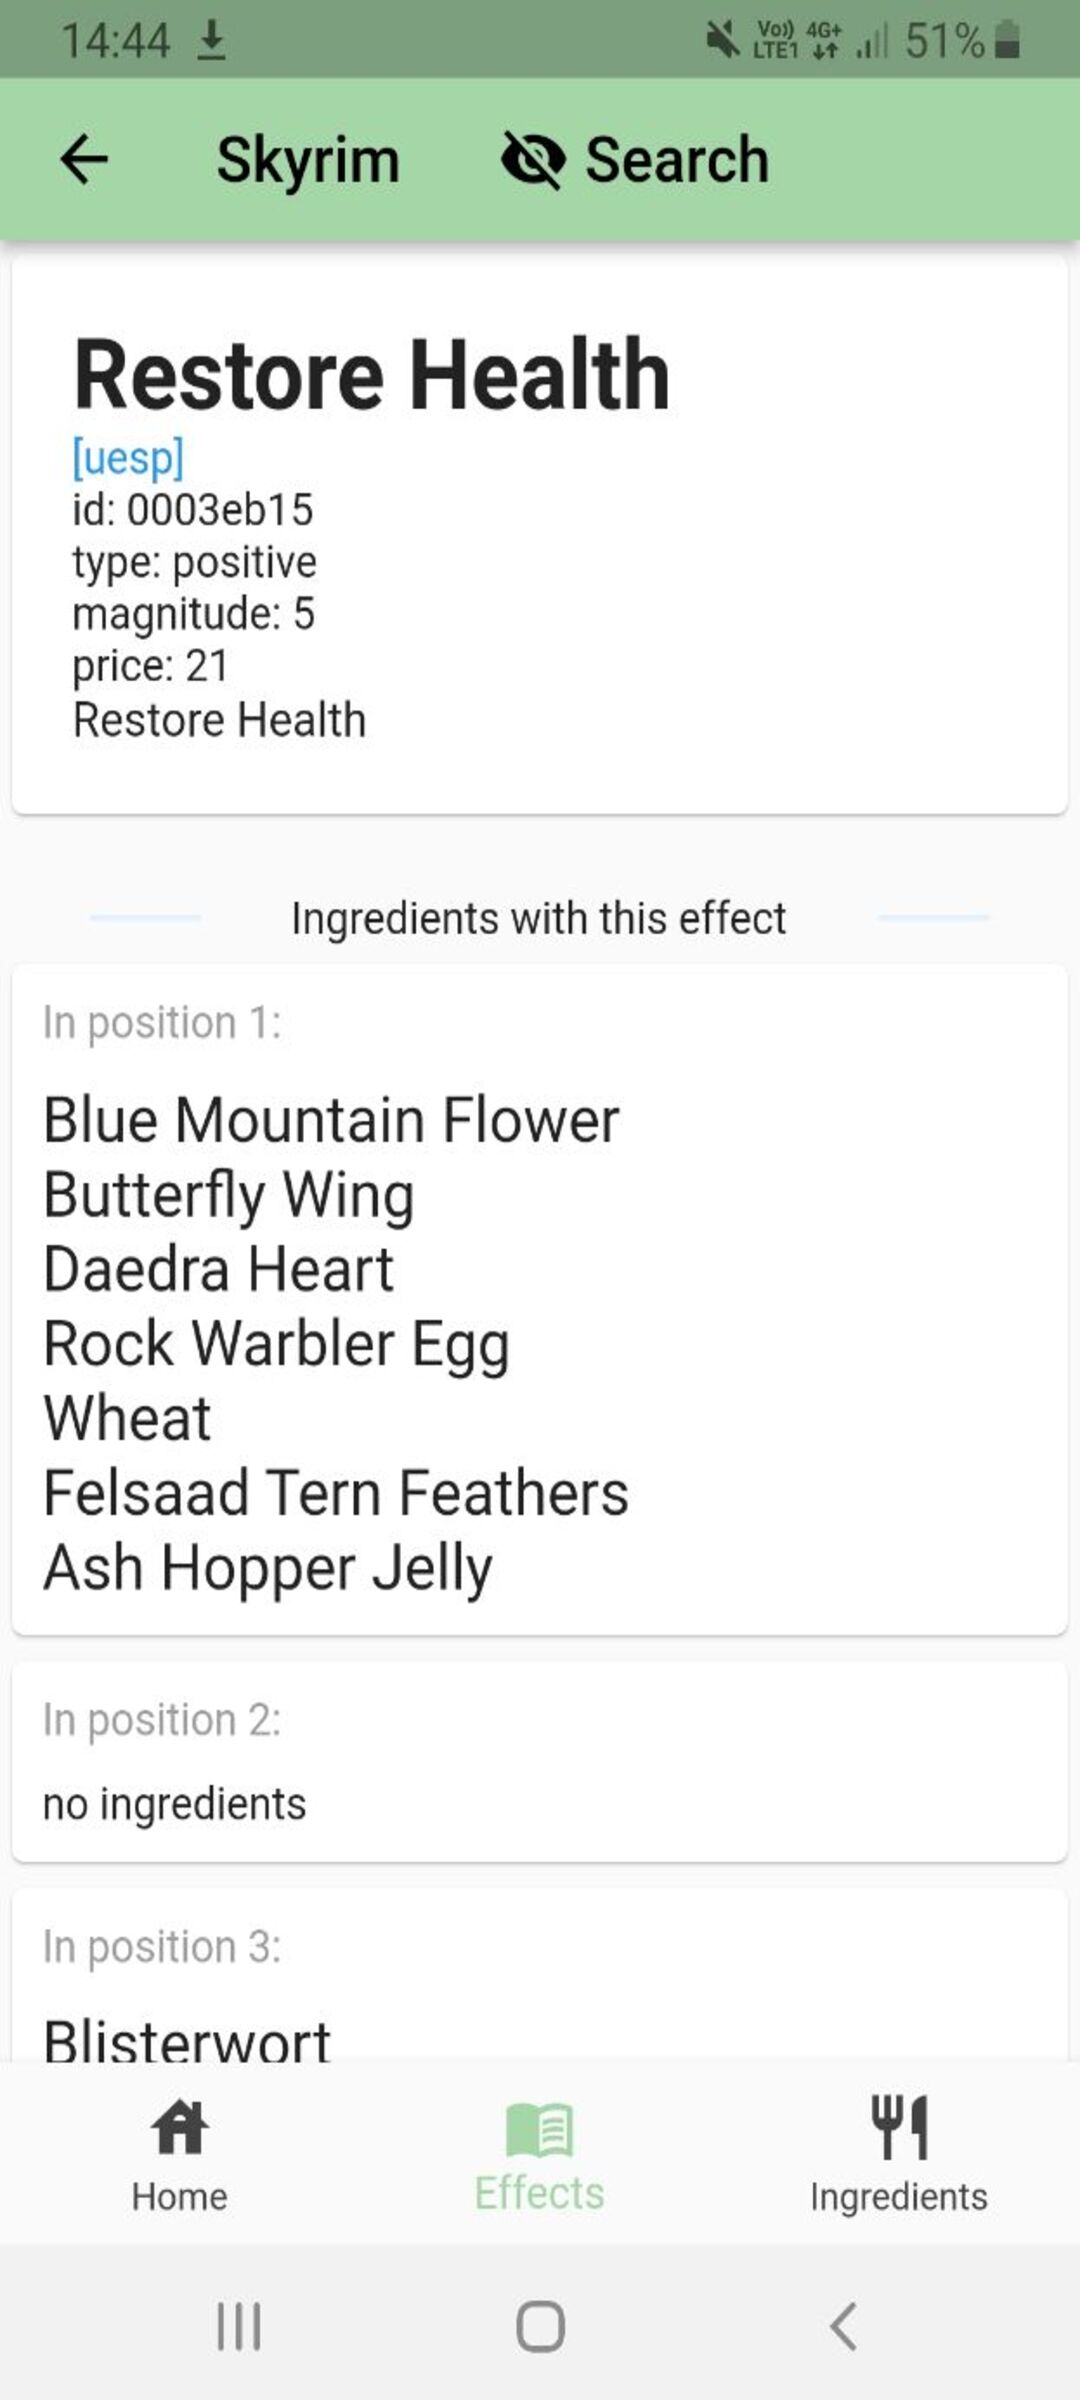 14:44
Vo)) 4G+ 51%
LTE1
Skyrim Search
Restore Health
[uesp]
id: 0003eb15
type: positive
magnitude: 5
price: 21
Restore Health
Ingredients with this effect
In position 1:
Blue Mountain Flower
Butterfly Wing
Daedra Heart
Rock Warbler Egg
Wheat
Felsaad Tern Feathers
Ash Hopper Jelly
In position 2:
no ingredients
In position 3:
Blisterwort
Home Effects Ingredients